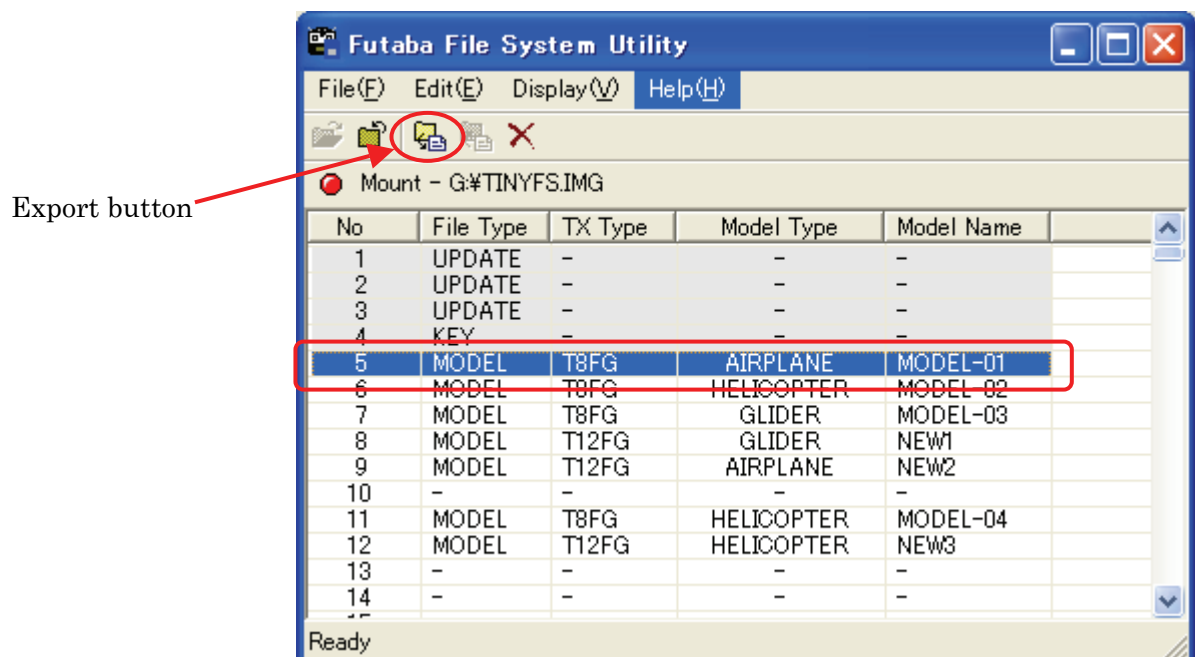 Futaba File System Utility
File(F) Edit(E) Display(V) Help(H)
Export button
Mount - G:¥TINYFS.IMG
No File Type TX Type Model Type Model Name
1 UPDATE - - -
2 UPDATE - - -
3 UPDATE - - -
4 KEY - - -
5 MODEL T8FG AIRPLANE MODEL-01
6 MODEL T8FG HELICOPTER MODEL-02
7 MODEL T8FG GLIDER MODEL-03
8 MODEL T12FG GLIDER NEW1
9 MODEL T12FG AIRPLANE NEW2
10 - - - -
11 MODEL T8FG HELICOPTER MODEL-04
12 MODEL T12FG HELICOPTER NEW3
13 - - - -
14 - - - -
Ready